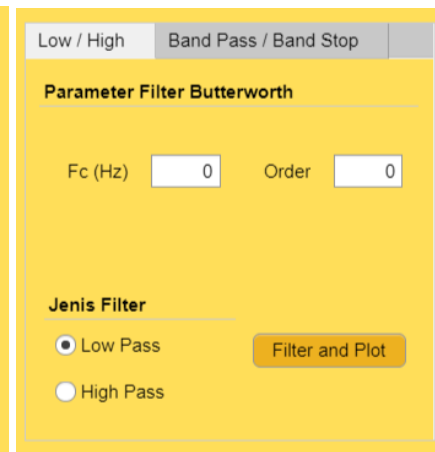 Low / High Band Pass / Band Stop
Parameter Filter Butterworth
Fc (Hz) 0 Order 0
Jenis Filter
Low Pass
Filter and Plot
High Pass